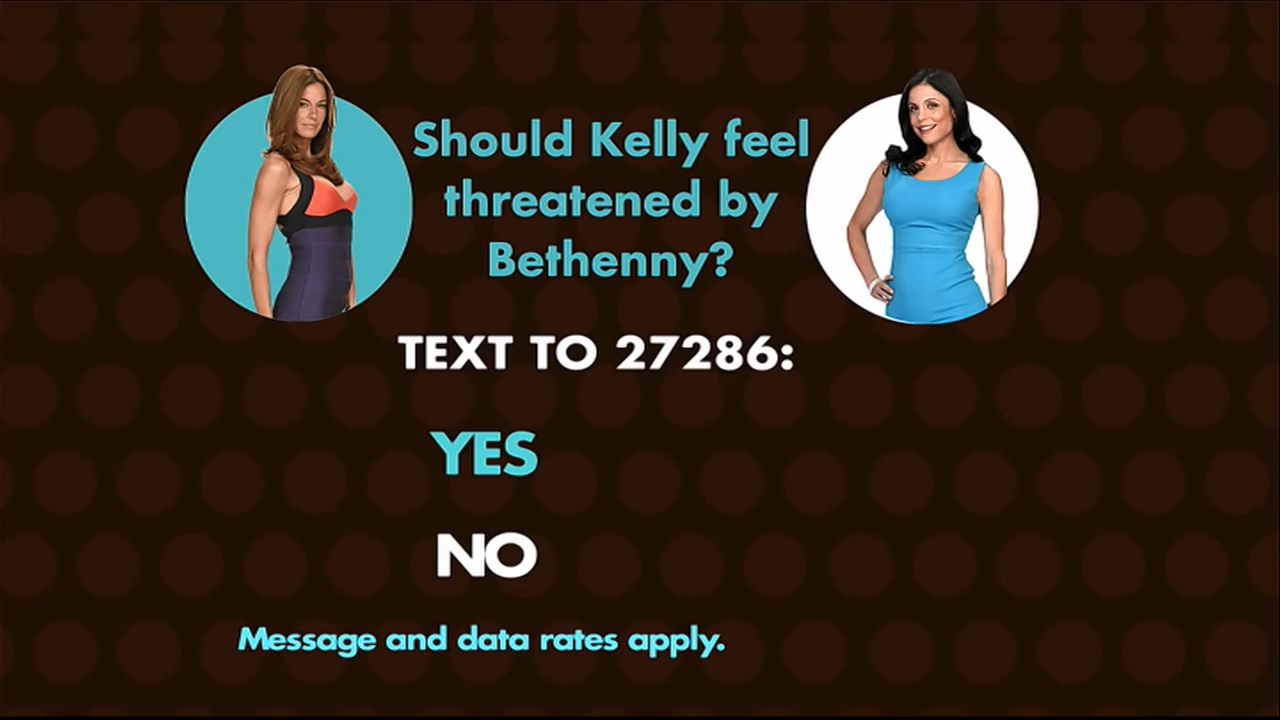 Should Kelly feel
threatened by
Bethenny?
TEXT TO 27286:
YES
NO
Message and data rates apply.